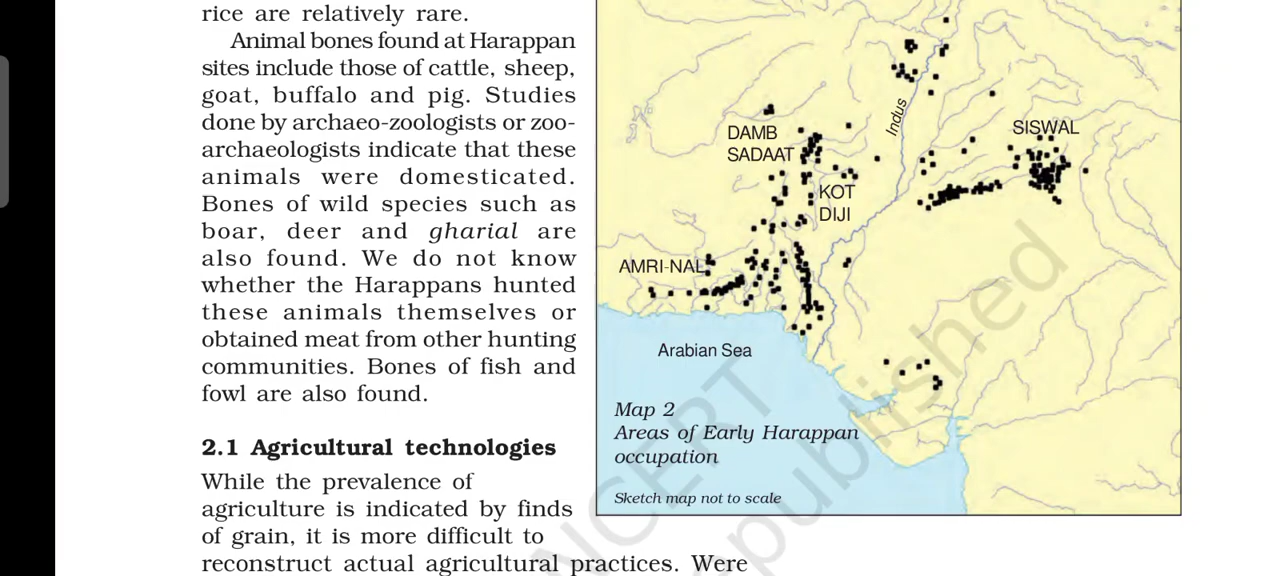 rice are relatively rare.
Animal bones found at Harappan
sites include those of cattle, sheep,
goat, buffalo and pig. Studies
done by archaeo-zoologists or zoo-
archaeologists indicate that these
animals were domesticated.
Bones of wild species such as
boar, deer and gharial are
also found. We do not know
whether the Harappans hunted
these animals themselves or
obtained meat from other hunting
communities. Bones of fish and
fowl are also found.
2.1 Agricultural technologies
While the prevalence of
agriculture is indicated by finds
of grain, it is more difficult to
reconstruct actual agricultural practices. Were
Indus
DAMB
SADAAT
SISWAL
KOT
DIJI
AMRI-NAL
Arabian Sea
Map 2
Areas of Early Harappan
occupation
Sketch map not to scale
NCERT
republished